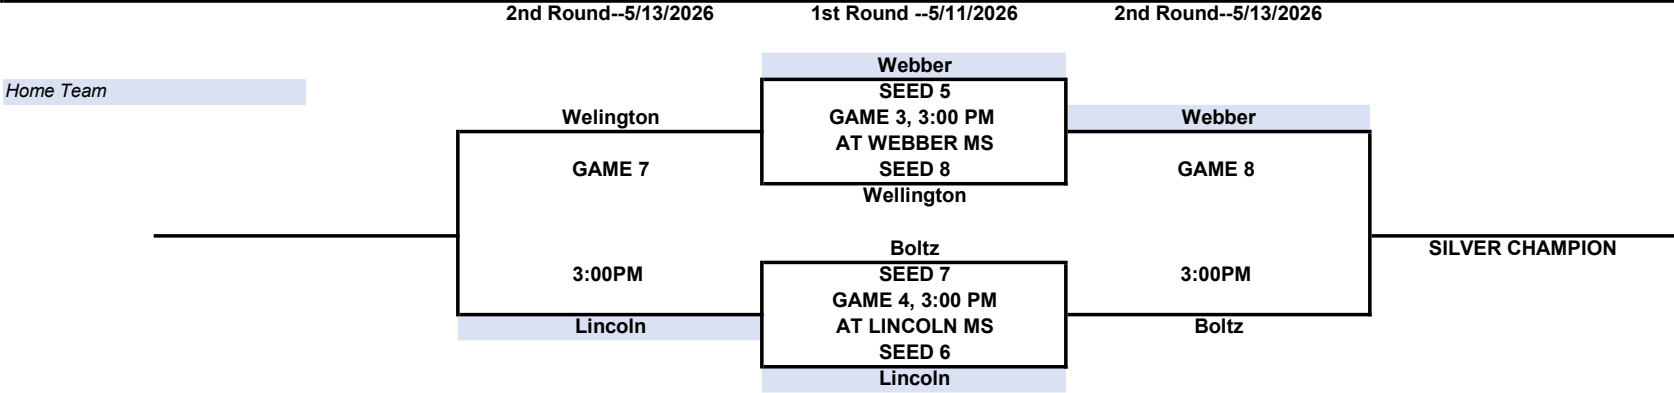 2nd Round--5/13/2026 1st Round --5/11/2026 2nd Round--5/13/2026
Webber
Home Team SEED 5
Welington GAME 3, 3:00 PM Webber
AT WEBBER MS
GAME 7 SEED 8 GAME 8
Wellington
Boltz SILVER CHAMPION
3:00PM SEED 7 3:00PM
GAME 4, 3:00 PM
Lincoln AT LINCOLN MS Boltz
SEED 6
Lincoln